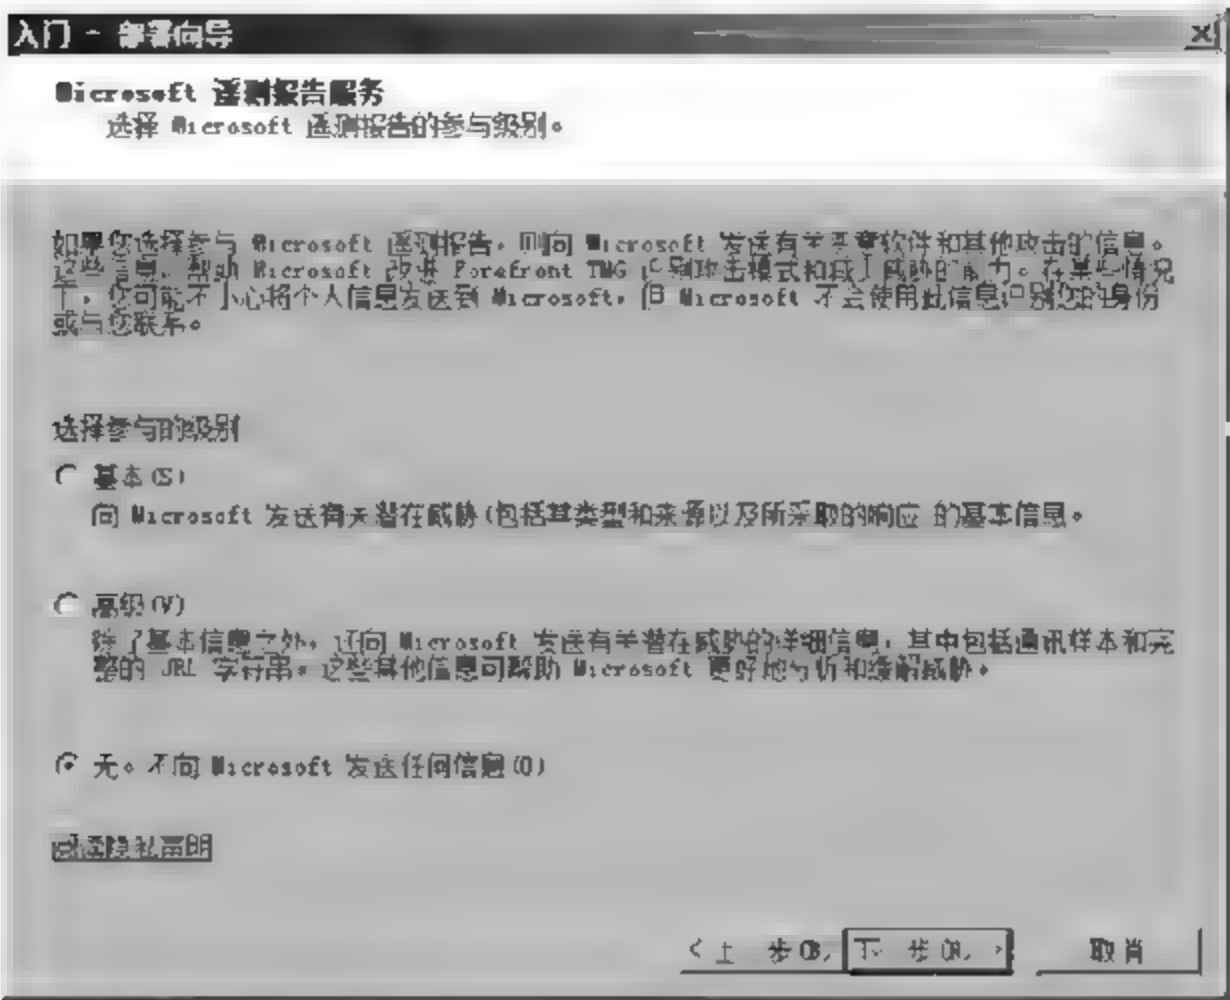 入门 - 部署向导
Microsoft 遥测报告服务
选择 Microsoft 遥测报告的参与级别。
如果您选择参与 Microsoft 遥测报告，则向 Microsoft 发送有关恶意软件和其他攻击的信息。
这些信息帮助 Microsoft 改进 Forefront TMG 识别攻击模式和减轻威胁的能力。在某些情况
下，您可能不小心将个人信息发送到 Microsoft，但 Microsoft 不会使用此信息识别您的身份
或与您联系。
选择参与的级别
基本(S)
向 Microsoft 发送有关潜在威胁(包括其类型和来源以及所采取的响应)的基本信息。
高级(V)
除了基本信息之外，还向 Microsoft 发送有关潜在威胁的详细信息，其中包括通讯样本和完
整的 URL 字符串。这些其他信息可帮助 Microsoft 更好地分析和缓解威胁。
无。不向 Microsoft 发送任何信息(O)
阅读隐私声明
< 上一步(B) 下一步(N) > 取消